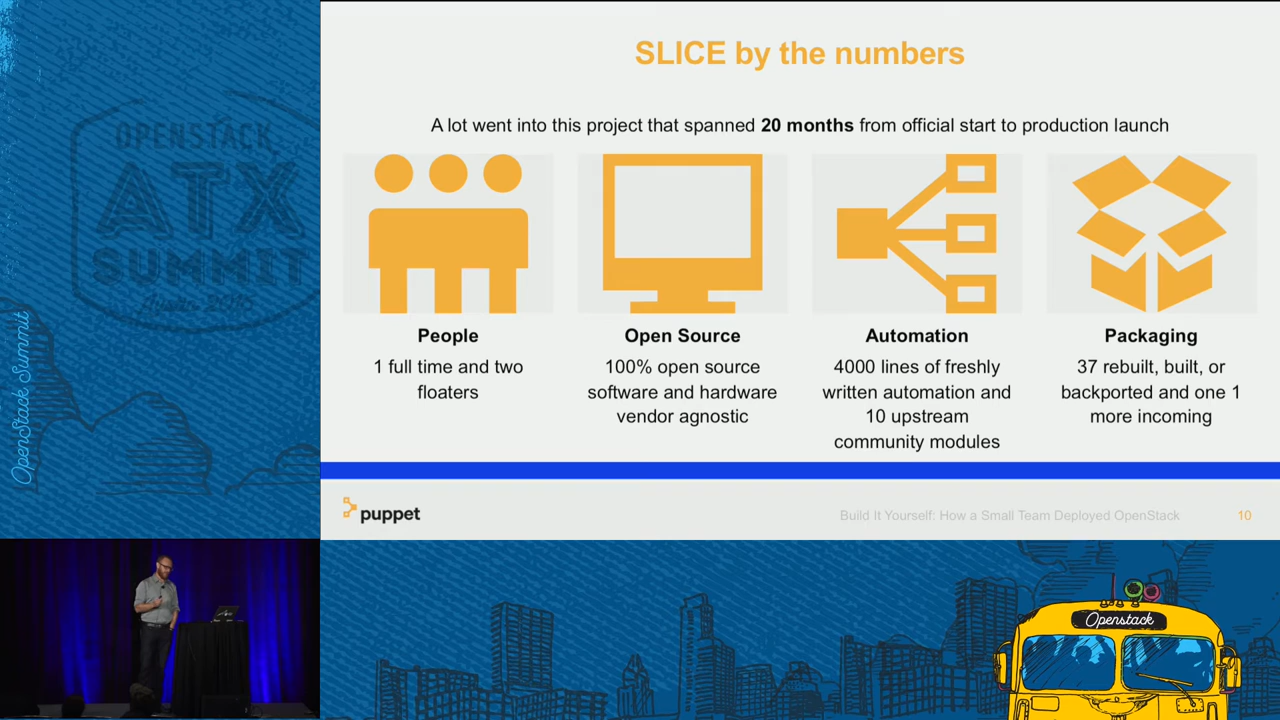 SLICE by the numbers
A lot went into this project that spanned 20 months from official start to production launch
People
1 full time and two
floaters
Open Source
100% open source
software and hardware
vendor agnostic
Automation
4000 lines of freshly
written automation and
10 upstream
community modules
Packaging
37 rebuilt, built, or
backported and one 1
more incoming
puppet
Build It Yourself: How a Small Team Deployed OpenStack
10
OPENSTACK
ATX
SUMMIT
OpenStack Summit
Openstack